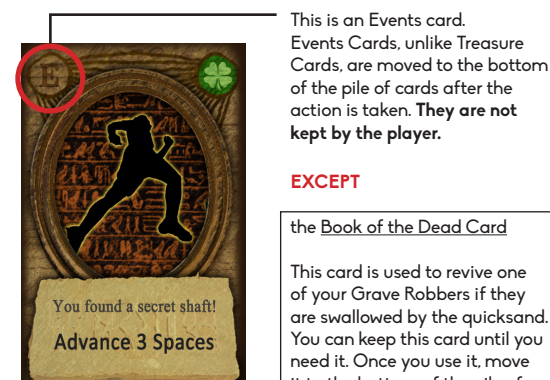 This is an Events card.
Events Cards, unlike Treasure
Cards, are moved to the bottom
of the pile of cards after the
action is taken. They are not
kept by the player.
EXCEPT
the Book of the Dead Card
This card is used to revive one
of your Grave Robbers if they
are swallowed by the quicksand.
You can keep this card until you
need it. Once you use it, move
E
You found a secret shaft!
Advance 3 Spaces